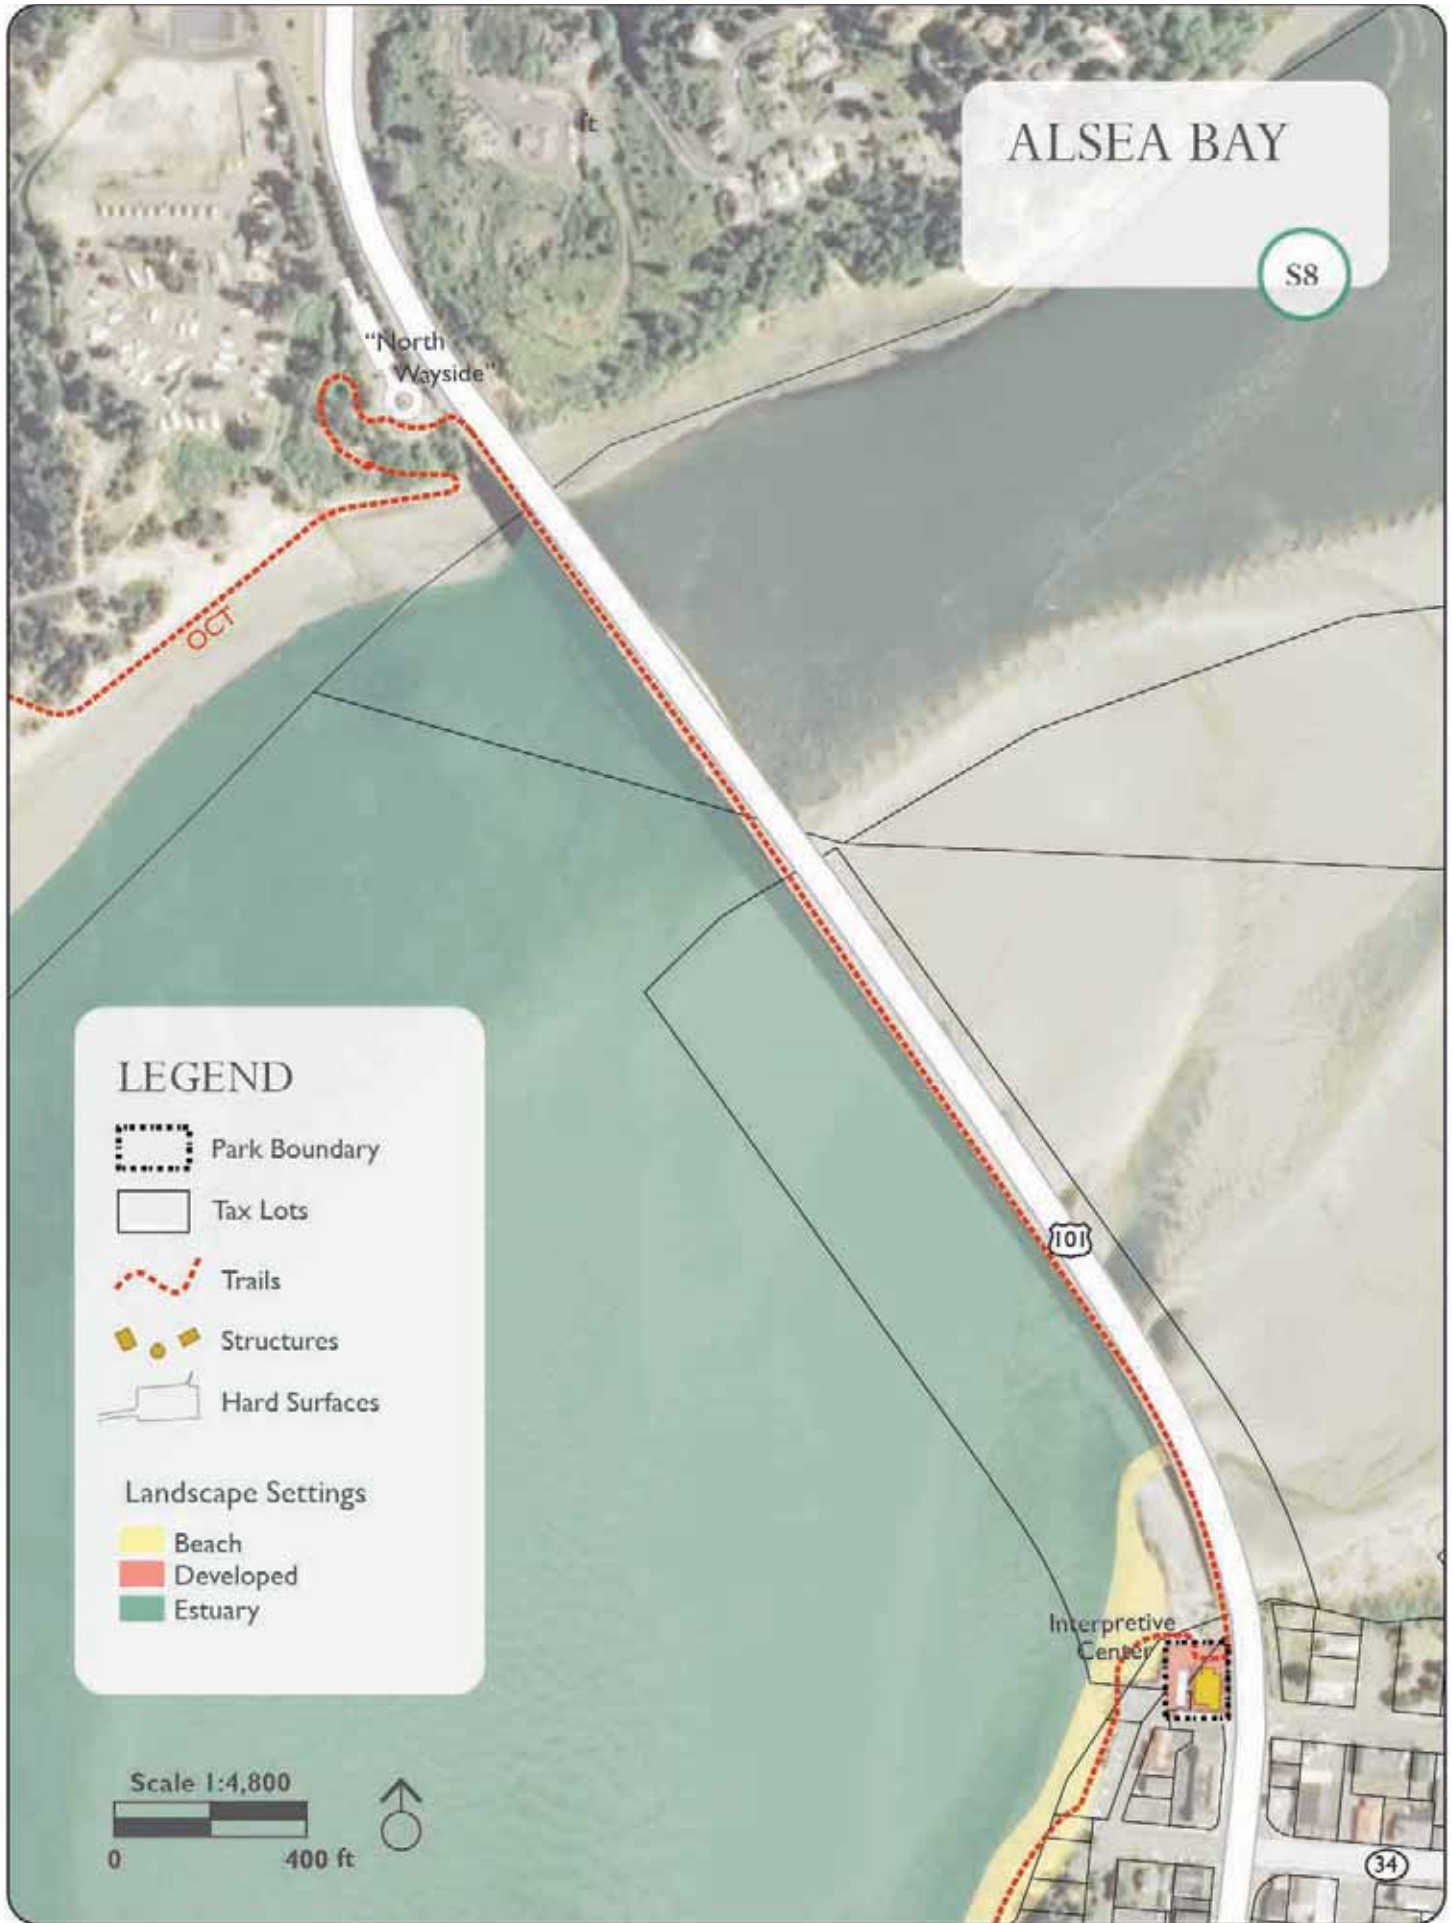 ft
ALSEA BAY
S8
“North
Wayside”
OCT
LEGEND
Park Boundary
Tax Lots
101
Trails
Structures
Hard Surfaces
Landscape Settings
Beach
Developed
Estuary
Interpretive
Center
Scale 1:4,800
0 400 ft
34